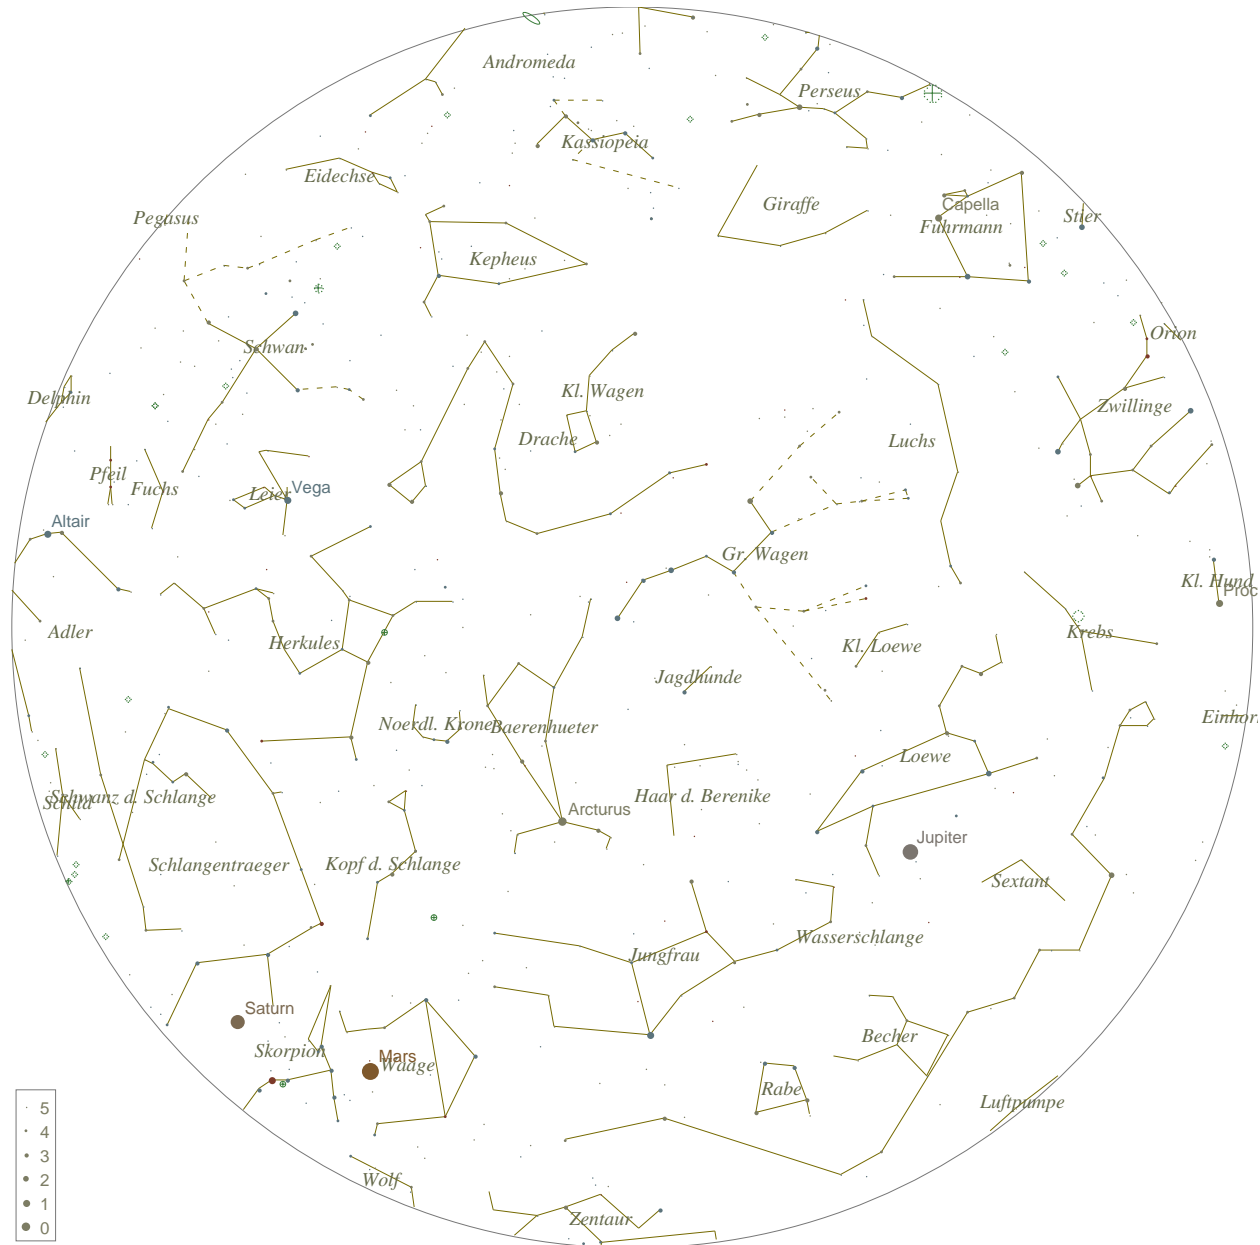 Andromeda
Perseus
Kassiopeia
Eidechse
Giraffe
Capella
Pegasus
Stier
Fuhrmann
Kepheus
Orion
Schwan
Delphin
Kl. Wagen
Zwillinge
Drache
Luchs
Pfeil
Fuchs
Leier
Vega
Altair
Gr. Wagen
Kl. Hund
Proc
Adler
Herkules
Krebs
Kl. Loewe
Jagdhunde
Noerdl. Krone
Baerenhueter
Einhorn
Loewe
Schwanz d. Schlange
Schild
Haar d. Berenike
Arcturus
Jupiter
Schlangentraeger
Kopf d. Schlange
Sextant
Wasserschlange
Jungfrau
Saturn
Skorpion
Mars
Waage
Becher
Rabe
Luftpumpe
Wolf
Zentaur
5
4
3
2
1
0